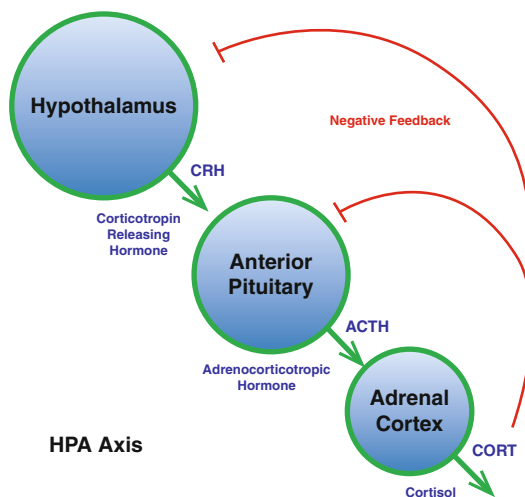 Hypothalamus
Negative Feedback
CRH
Corticotropin
Releasing
Hormone
Anterior
Pituitary
ACTH
Adrenocorticotropic
Hormone
Adrenal
Cortex
HPA Axis
CORT
Cortisol